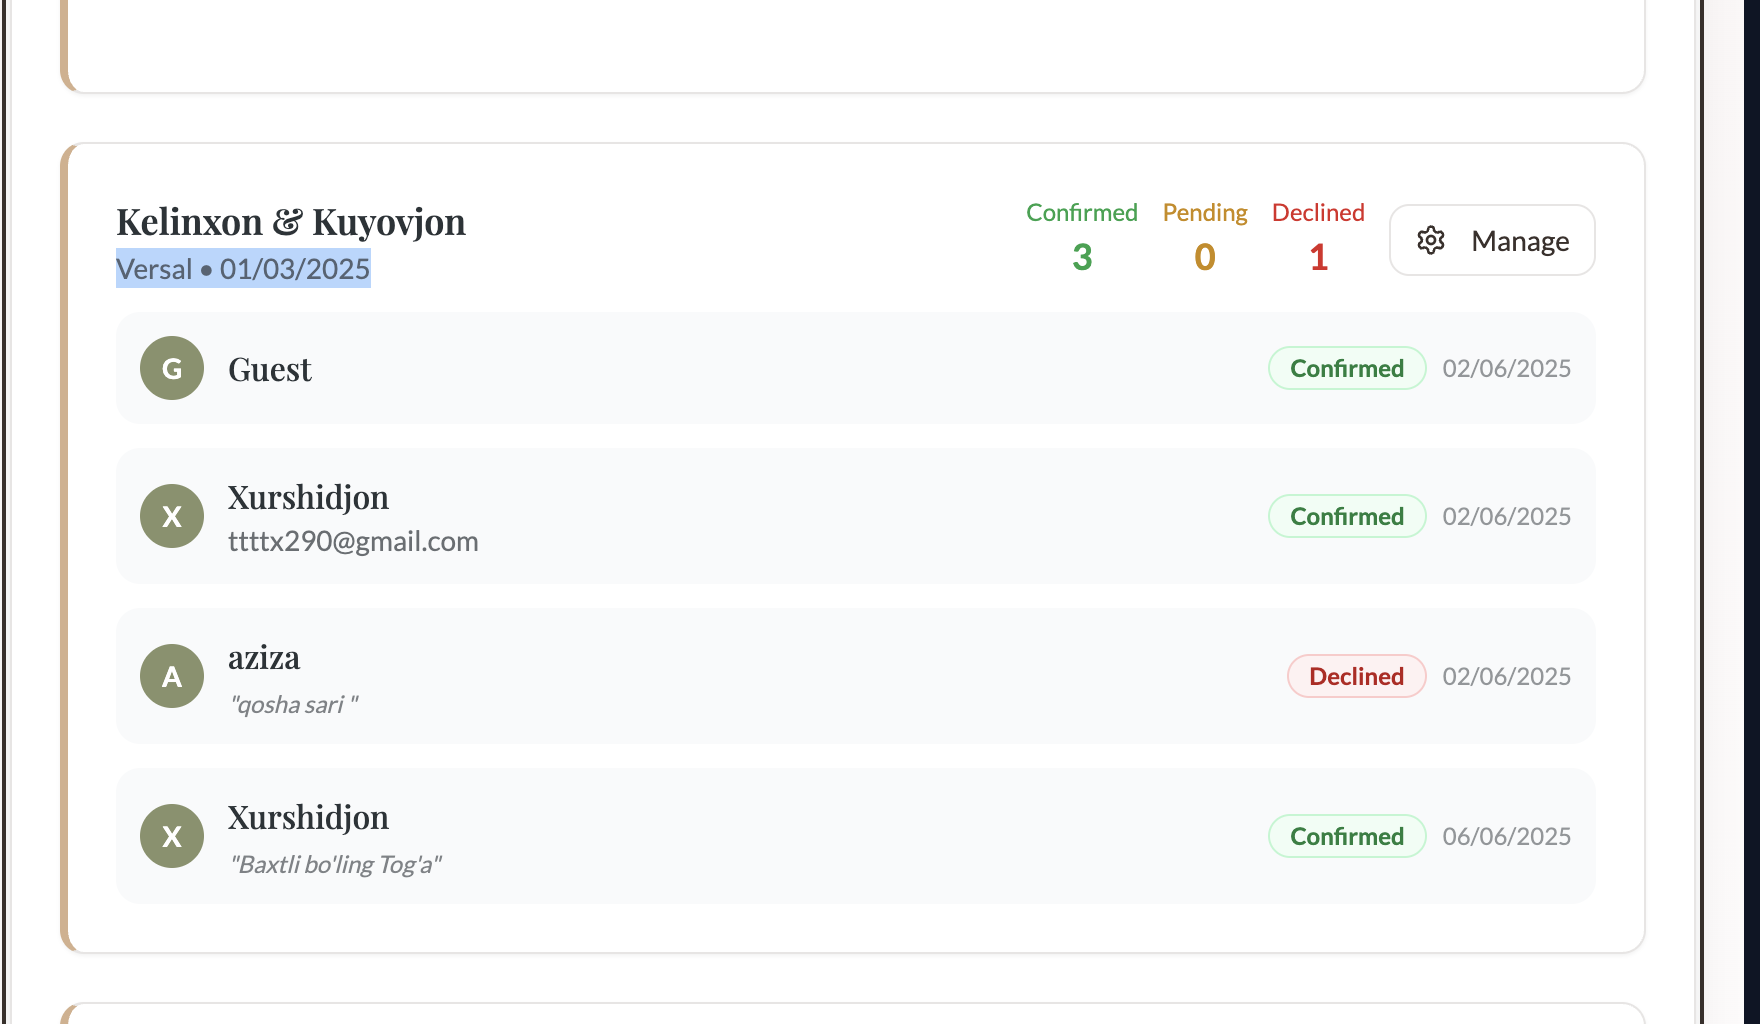 Kelinxon & Kuyovjon
Versal • 01/03/2025
Confirmed Pending Declined
3 0 1
Manage
G Guest Confirmed 02/06/2025
X Xurshidjon
ttttx290@gmail.com
Confirmed 02/06/2025
A aziza
"qosha sari "
Declined 02/06/2025
X Xurshidjon
"Baxtli bo'ling Tog'a"
Confirmed 06/06/2025